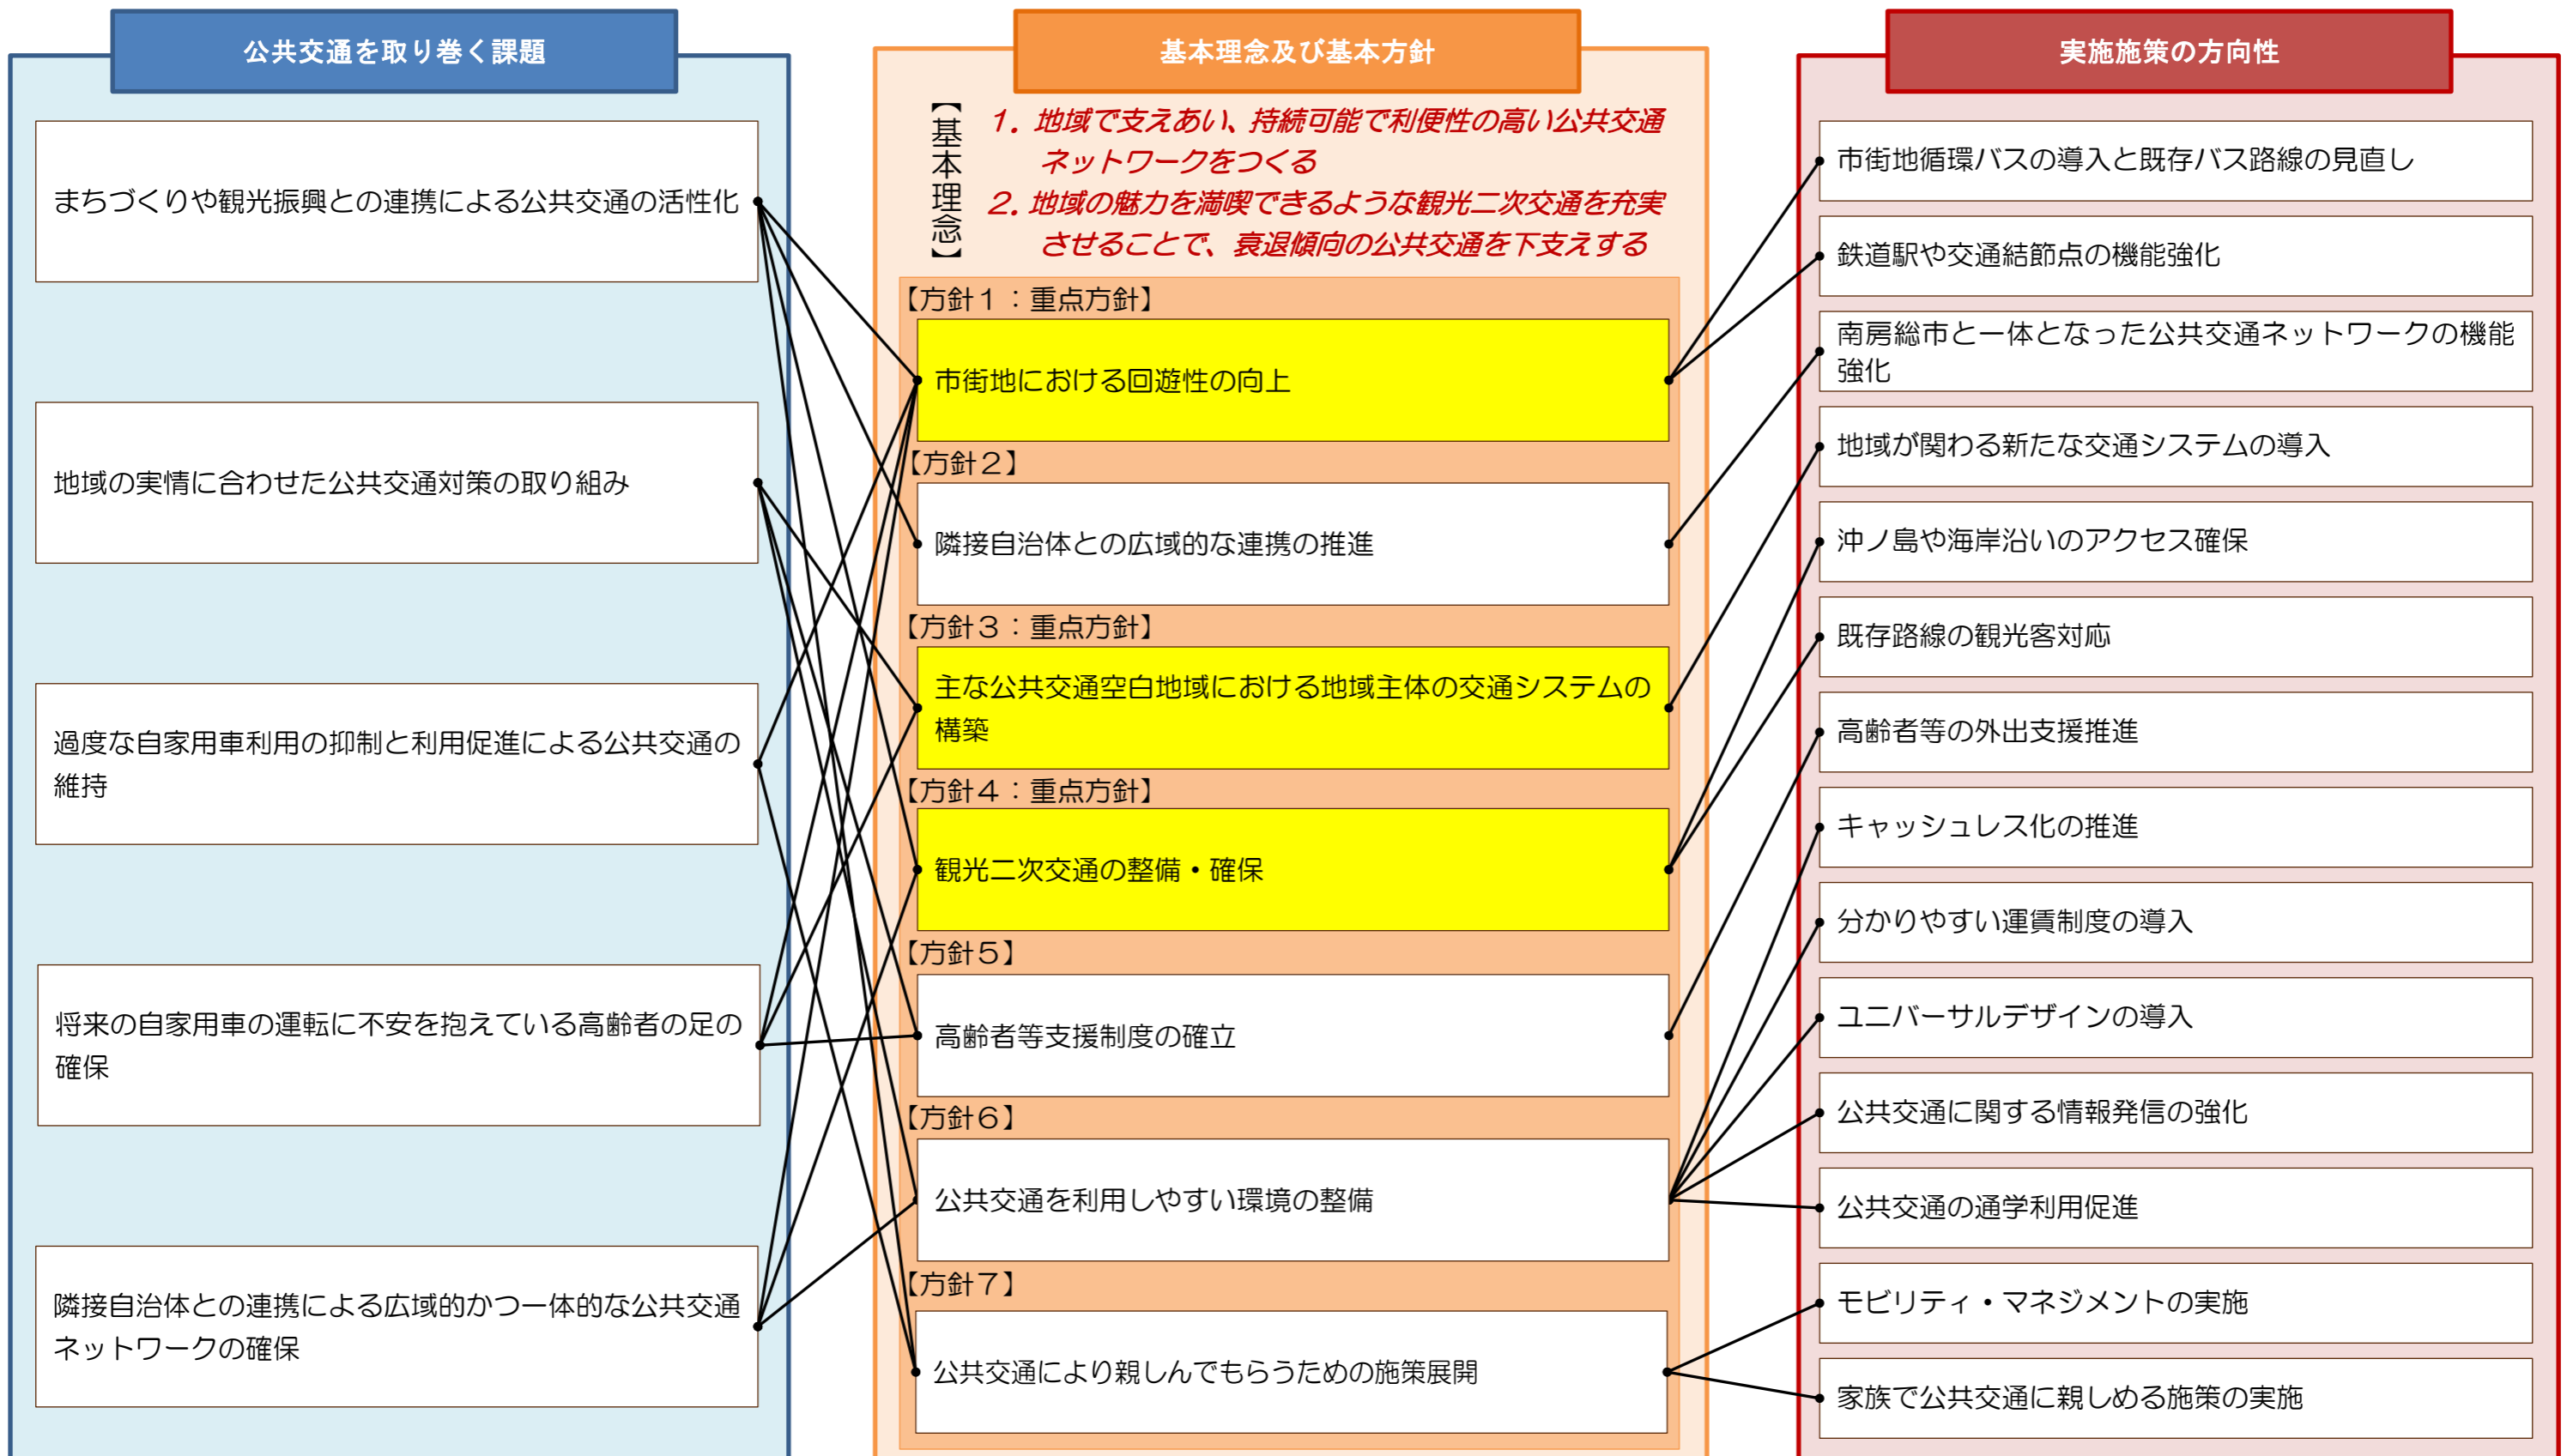 公共交通を取り巻く課題
まちづくりや観光振興との連携による公共交通の活性化
地域の実情に合わせた公共交通対策の取り組み
過度な自家用車利用の抑制と利用促進による公共交通の
維持
将来の自家用車の運転に不安を抱えている高齢者の足の
確保
隣接自治体との連携による広域的かつ一体的な公共交通
ネットワークの確保
基本理念及び基本方針
【基本理念】
1．地域で支えあい、持続可能で利便性の高い公共交通
ネットワークをつくる
2．地域の魅力を満喫できるような観光二次交通を充実
させることで、衰退傾向の公共交通を下支えする
【方針１：重点方針】
市街地における回遊性の向上
【方針２】
隣接自治体との広域的な連携の推進
【方針３：重点方針】
主な公共交通空白地域における地域主体の交通システムの
構築
【方針４：重点方針】
観光二次交通の整備・確保
【方針５】
高齢者等支援制度の確立
【方針６】
公共交通を利用しやすい環境の整備
【方針７】
公共交通により親しんでもらうための施策展開
実施施策の方向性
市街地循環バスの導入と既存バス路線の見直し
鉄道駅や交通結節点の機能強化
南房総市と一体となった公共交通ネットワークの機能
強化
地域が関わる新たな交通システムの導入
沖ノ島や海岸沿いのアクセス確保
既存路線の観光客対応
高齢者等の外出支援推進
キャッシュレス化の推進
分かりやすい運賃制度の導入
ユニバーサルデザインの導入
公共交通に関する情報発信の強化
公共交通の通学利用促進
モビリティ・マネジメントの実施
家族で公共交通に親しめる施策の実施